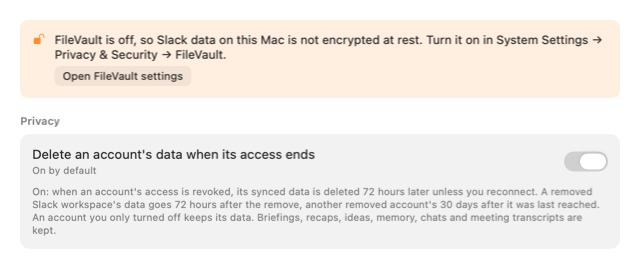 FileVault is off, so Slack data on this Mac is not encrypted at rest. Turn it on in System Settings →
Privacy & Security → FileVault.
Open FileVault settings
Privacy
Delete an account's data when its access ends
On by default
On: when an account's access is revoked, its synced data is deleted 72 hours later unless you reconnect. A removed
Slack workspace's data goes 72 hours after the remove, another removed account's 30 days after it was last reached.
An account you only turned off keeps its data. Briefings, recaps, ideas, memory, chats and meeting transcripts are
kept.